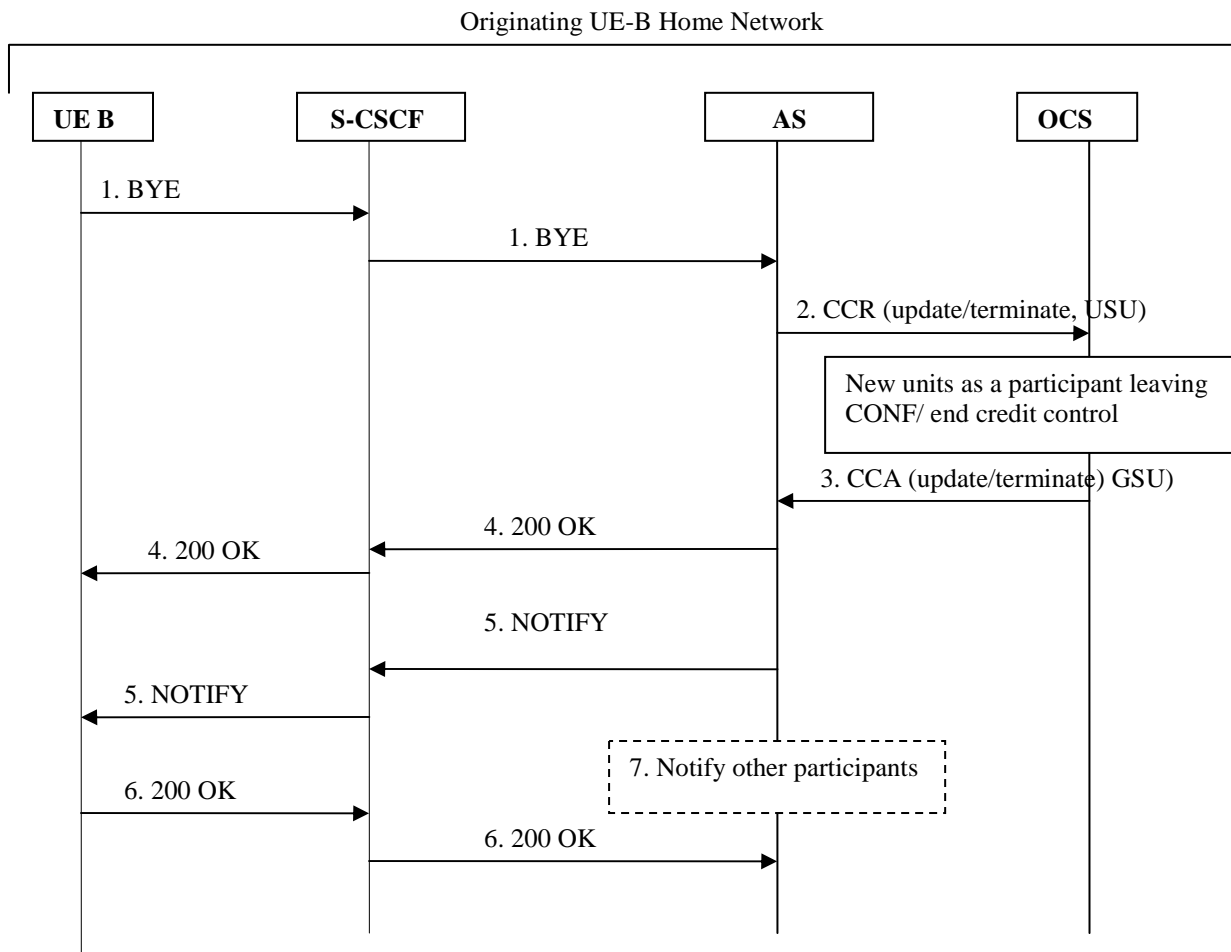 Originating UE-B Home Network
UE B
S-CSCF
AS
OCS
1. BYE
1. BYE
2. CCR (update/terminate, USU)
New units as a participant leaving
CONF/ end credit control
3. CCA (update/terminate) GSU)
4. 200 OK
4. 200 OK
5. NOTIFY
5. NOTIFY
7. Notify other participants
6. 200 OK
6. 200 OK